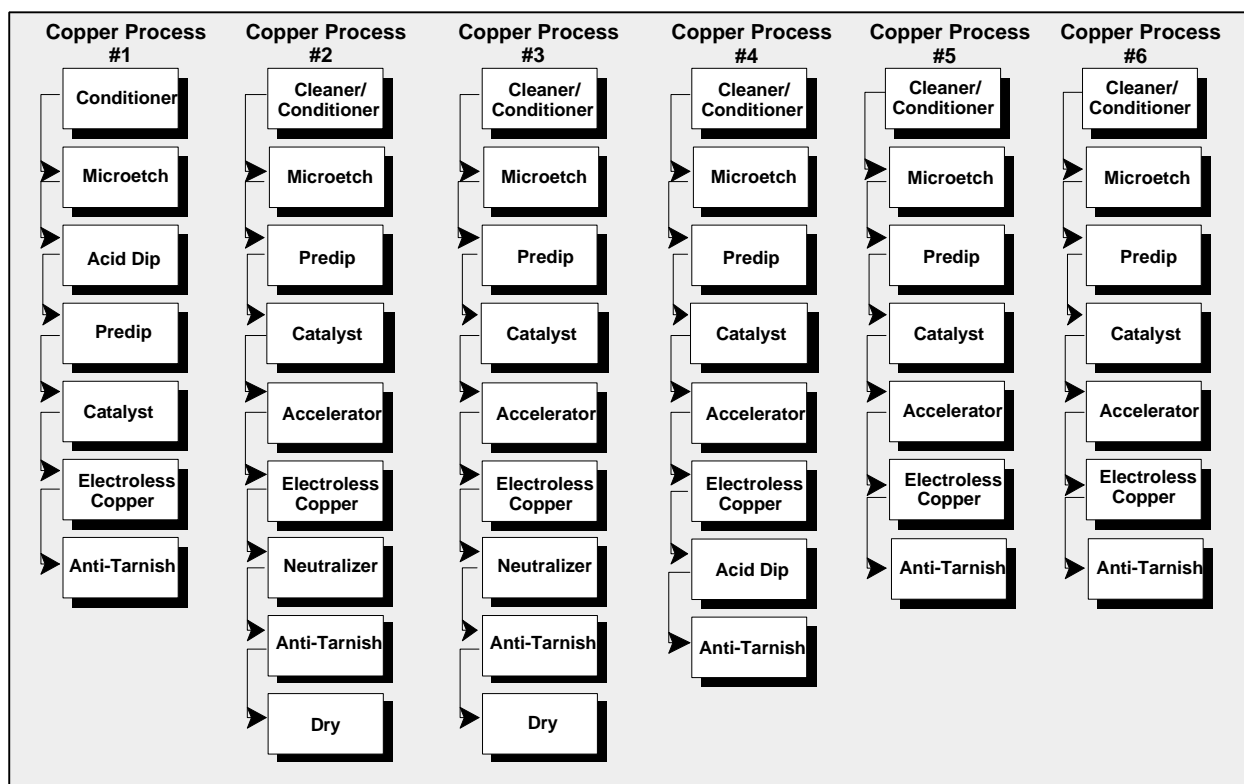 Copper Process
#1
Conditioner
Microetch
Acid Dip
Predip
Catalyst
Electroless
Copper
Anti-Tarnish
Copper Process
#2
Cleaner/
Conditioner
Microetch
Predip
Catalyst
Accelerator
Electroless
Copper
Neutralizer
Anti-Tarnish
Dry
Copper Process
#3
Cleaner/
Conditioner
Microetch
Predip
Catalyst
Accelerator
Electroless
Copper
Neutralizer
Anti-Tarnish
Dry
Copper Process
#4
Cleaner/
Conditioner
Microetch
Predip
Catalyst
Accelerator
Electroless
Copper
Acid Dip
Anti-Tarnish
Copper Process
#5
Cleaner/
Conditioner
Microetch
Predip
Catalyst
Accelerator
Electroless
Copper
Anti-Tarnish
Copper Process
#6
Cleaner/
Conditioner
Microetch
Predip
Catalyst
Accelerator
Electroless
Copper
Anti-Tarnish